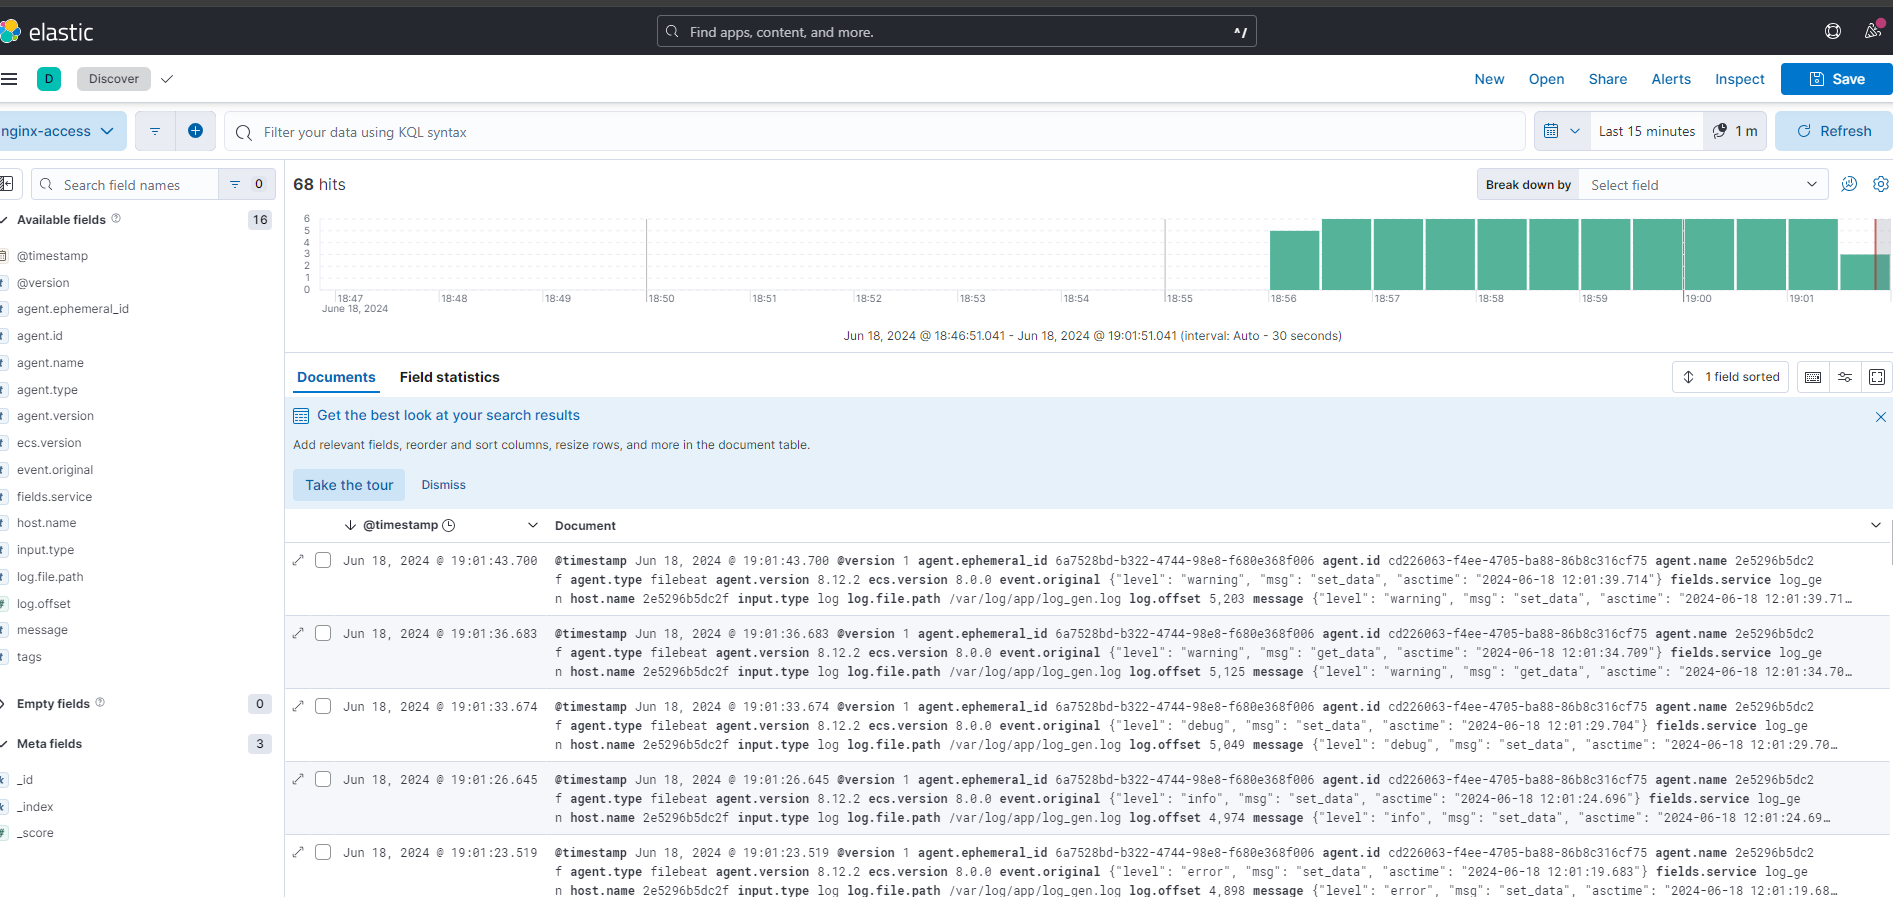 elastic
Find apps, content, and more.
^/
D
Discover
New
Open
Share
Alerts
Inspect
Save
nginx-access
Filter your data using KQL syntax
Last 15 minutes
1 m
Refresh
Search field names
0
Available fields
16
@timestamp
@version
agent.ephemeral_id
agent.id
agent.name
agent.type
agent.version
ecs.version
event.original
fields.service
host.name
input.type
log.file.path
log.offset
message
tags
Empty fields
0
Meta fields
3
_id
_index
_score
68 hits
Break down by
Select field
6
5
4
3
2
1
0
18:47
18:48
18:49
18:50
18:51
18:52
18:53
18:54
18:55
18:56
18:57
18:58
18:59
19:00
19:01
June 18, 2024
Jun 18, 2024 @ 18:46:51.041 - Jun 18, 2024 @ 19:01:51.041 (interval: Auto - 30 seconds)
Documents
Field statistics
1 field sorted
Get the best look at your search results
Add relevant fields, reorder and sort columns, resize rows, and more in the document table.
Take the tour
Dismiss
@timestamp
Document
Jun 18, 2024 @ 19:01:43.700
@timestamp Jun 18, 2024 @ 19:01:43.700 @version 1 agent.ephemeral_id 6a7528bd-b322-4744-98e8-f680e368f006 agent.id cd226063-f4ee-4705-ba88-86b8c316cf75 agent.name 2e5296b5dc2
f agent.type filebeat agent.version 8.12.2 ecs.version 8.0.0 event.original {"level": "warning", "msg": "set_data", "asctime": "2024-06-18 12:01:39.714"} fields.service log_ge
n host.name 2e5296b5dc2f input.type log log.file.path /var/log/app/log_gen.log log.offset 5,203 message {"level": "warning", "msg": "set_data", "asctime": "2024-06-18 12:01:39.71…
Jun 18, 2024 @ 19:01:36.683
@timestamp Jun 18, 2024 @ 19:01:36.683 @version 1 agent.ephemeral_id 6a7528bd-b322-4744-98e8-f680e368f006 agent.id cd226063-f4ee-4705-ba88-86b8c316cf75 agent.name 2e5296b5dc2
f agent.type filebeat agent.version 8.12.2 ecs.version 8.0.0 event.original {"level": "warning", "msg": "get_data", "asctime": "2024-06-18 12:01:34.709"} fields.service log_ge
n host.name 2e5296b5dc2f input.type log log.file.path /var/log/app/log_gen.log log.offset 5,125 message {"level": "warning", "msg": "get_data", "asctime": "2024-06-18 12:01:34.70…
Jun 18, 2024 @ 19:01:33.674
@timestamp Jun 18, 2024 @ 19:01:33.674 @version 1 agent.ephemeral_id 6a7528bd-b322-4744-98e8-f680e368f006 agent.id cd226063-f4ee-4705-ba88-86b8c316cf75 agent.name 2e5296b5dc2
f agent.type filebeat agent.version 8.12.2 ecs.version 8.0.0 event.original {"level": "debug", "msg": "set_data", "asctime": "2024-06-18 12:01:29.704"} fields.service log_ge
n host.name 2e5296b5dc2f input.type log log.file.path /var/log/app/log_gen.log log.offset 5,049 message {"level": "debug", "msg": "set_data", "asctime": "2024-06-18 12:01:29.70…
Jun 18, 2024 @ 19:01:26.645
@timestamp Jun 18, 2024 @ 19:01:26.645 @version 1 agent.ephemeral_id 6a7528bd-b322-4744-98e8-f680e368f006 agent.id cd226063-f4ee-4705-ba88-86b8c316cf75 agent.name 2e5296b5dc2
f agent.type filebeat agent.version 8.12.2 ecs.version 8.0.0 event.original {"level": "info", "msg": "set_data", "asctime": "2024-06-18 12:01:24.696"} fields.service log_ge
n host.name 2e5296b5dc2f input.type log log.file.path /var/log/app/log_gen.log log.offset 4,974 message {"level": "info", "msg": "set_data", "asctime": "2024-06-18 12:01:24.69…
Jun 18, 2024 @ 19:01:23.519
@timestamp Jun 18, 2024 @ 19:01:23.519 @version 1 agent.ephemeral_id 6a7528bd-b322-4744-98e8-f680e368f006 agent.id cd226063-f4ee-4705-ba88-86b8c316cf75 agent.name 2e5296b5dc2
f agent.type filebeat agent.version 8.12.2 ecs.version 8.0.0 event.original {"level": "error", "msg": "set_data", "asctime": "2024-06-18 12:01:19.683"} fields.service log_ge
n host.name 2e5296b5dc2f input.type log log.file.path /var/log/app/log_gen.log log.offset 4,898 message {"level": "error", "msg": "set_data", "asctime": "2024-06-18 12:01:19.68…